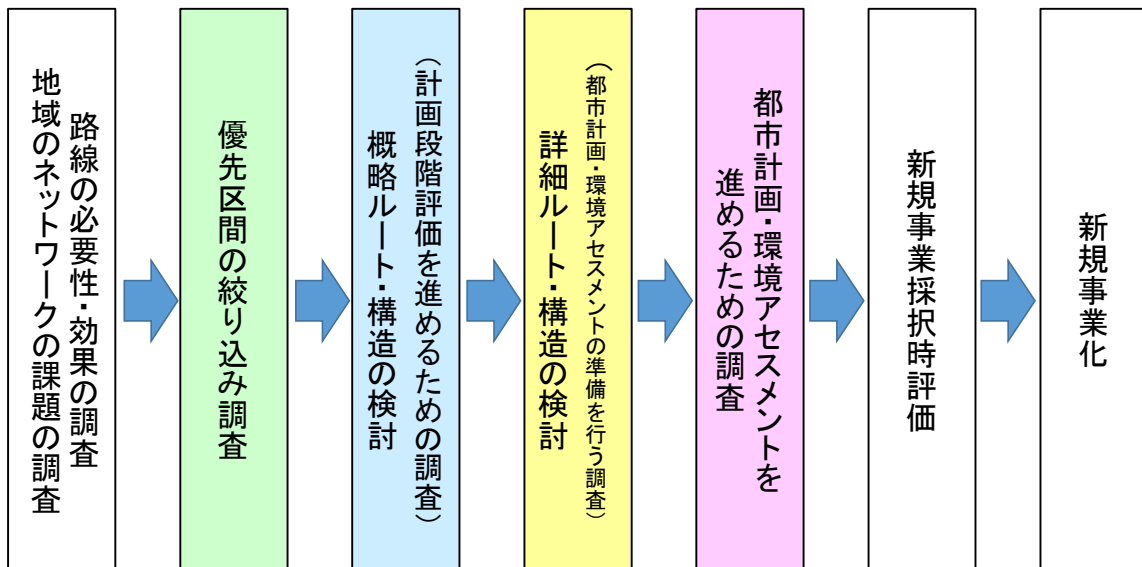 路線の必要性・効果の調査
地域のネットワークの課題の調査
優先区間の絞り込み調査
（計画段階評価を進めるための調査）
概略ルート・構造の検討
（都市計画・環境アセスメントの準備を行う調査）
詳細ルート・構造の検討
都市計画・環境アセスメントを
進めるための調査
新規事業採択時評価
新規事業化